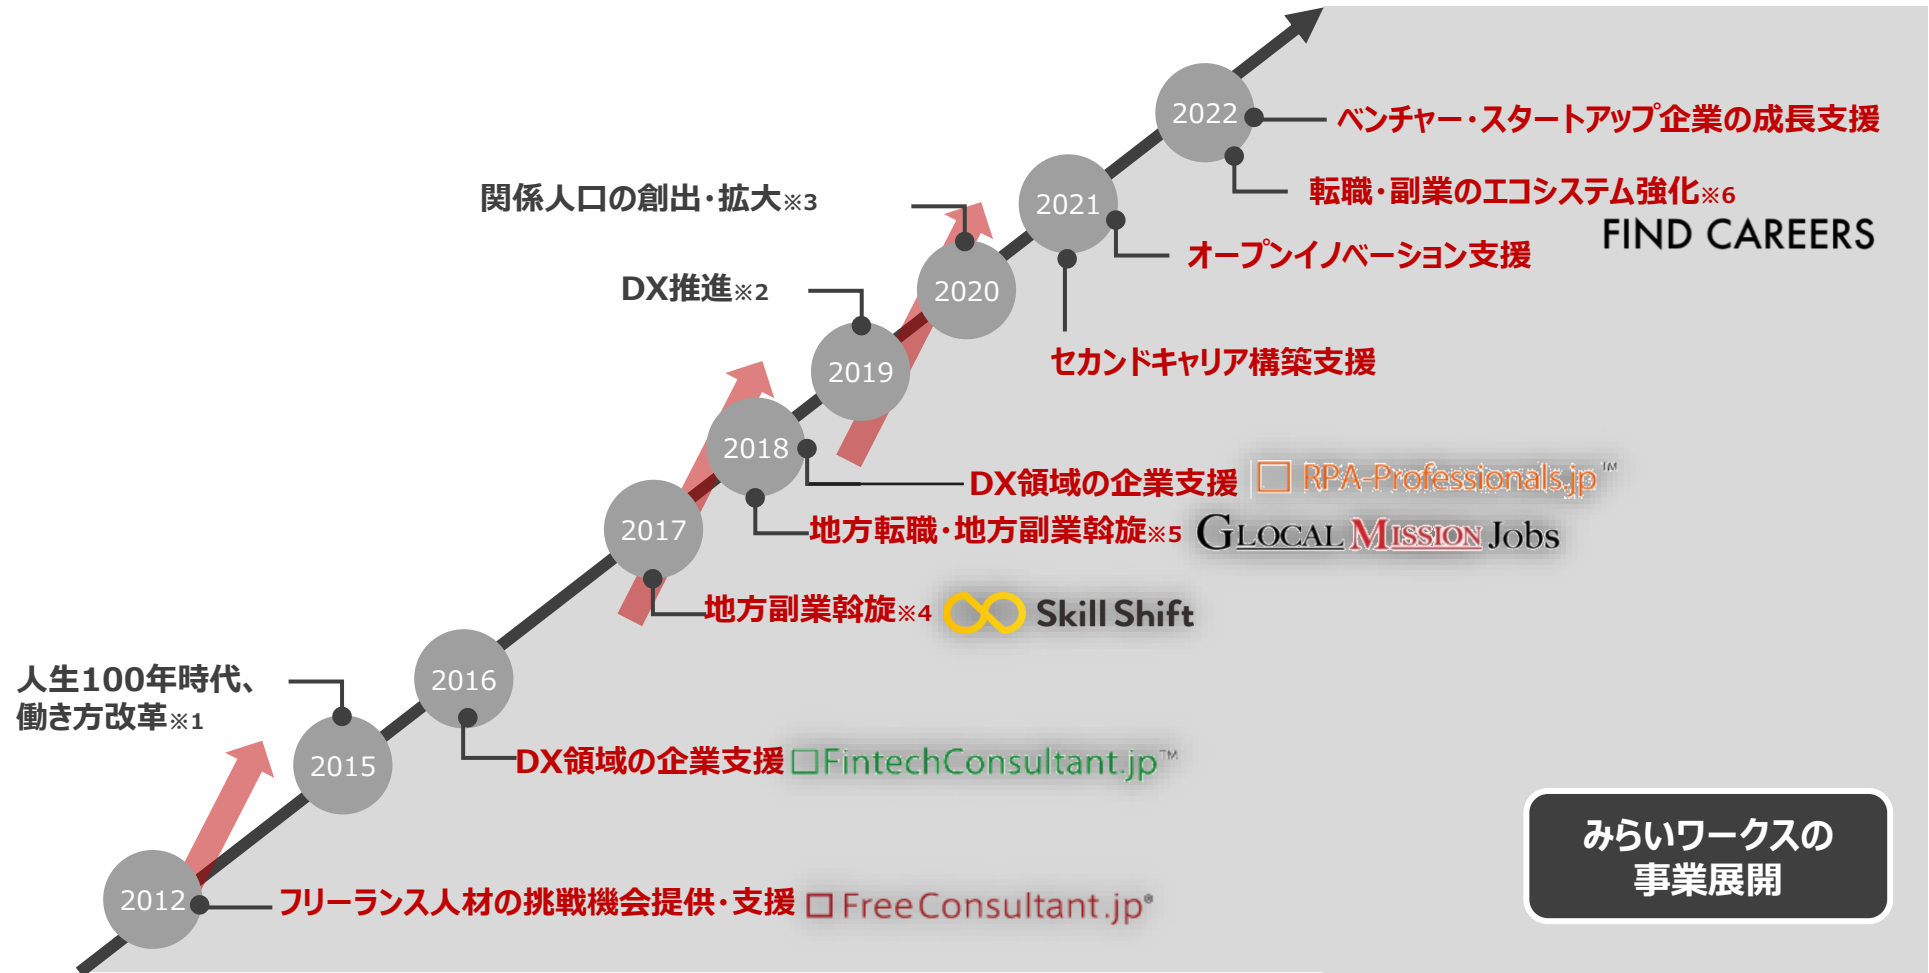 2022
ベンチャー・スタートアップ企業の成長支援
転職・副業のエコシステム強化※6
FIND CAREERS
2021
オープンイノベーション支援
セカンドキャリア構築支援
関係人口の創出・拡大※3
2020
DX推進※2
2019
2018
DX領域の企業支援
RPA-Professionals.jp™
地方転職・地方副業斡旋※5
GLOCAL MISSION Jobs
2017
地方副業斡旋※4
Skill Shift
2016
DX領域の企業支援
FintechConsultant.jp™
人生100年時代、
働き方改革※1
2015
2012
フリーランス人材の挑戦機会提供・支援
FreeConsultant.jp®
みらいワークスの
事業展開